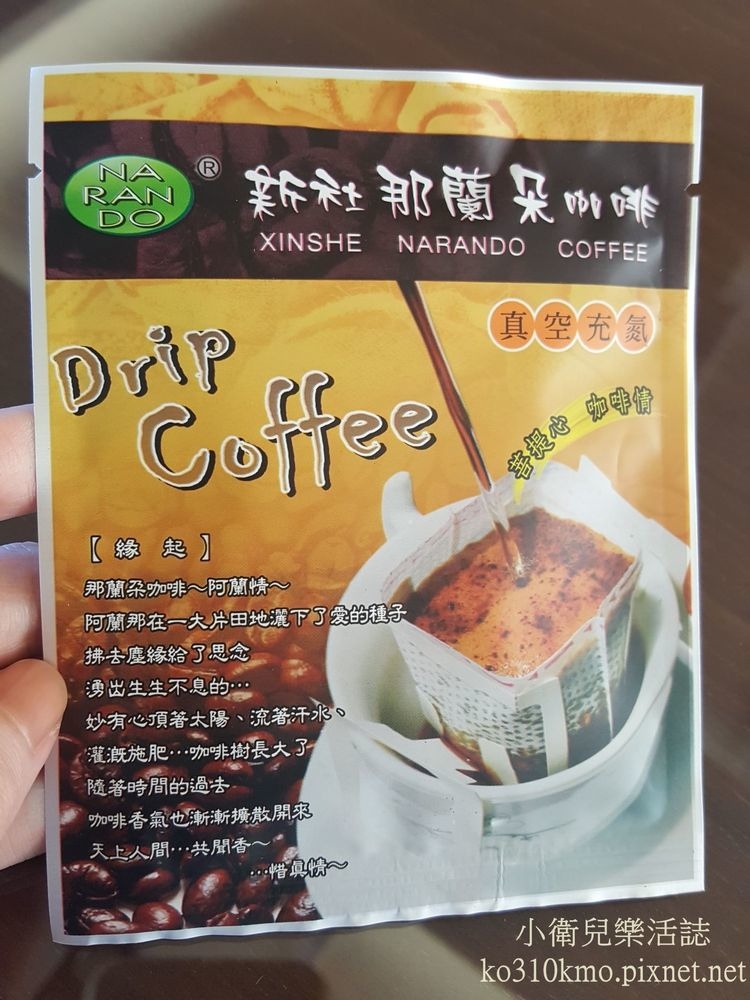 NA
RAN
DO
®
新社 那蘭朵 咖啡
XINSHE NARANDO COFFEE
真空充氮
Drip
Coffee
菩提心 咖啡情
【緣起】
那蘭朵咖啡～阿蘭情～
阿蘭那在一大片田地灑下了愛的種子
拂去塵緣給了思念
湧出生生不息的…
妙有心頂著太陽、流著汗水、
灌溉施肥…咖啡樹長大了
隨著時間的過去
咖啡香氣也漸漸擴散開來
天上人間…共聞香～
…惜真情～
小衛兒樂活誌
ko310kmo.pixnet.net